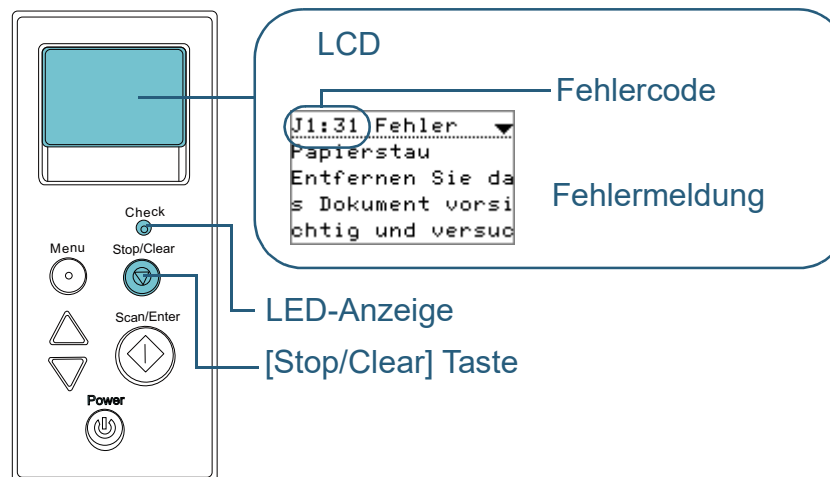 LCD
Fehlercode
J1:31 Fehler
Papierstau
Entfernen Sie da
s Dokument vorsi
chtig und versuc
Fehlermeldung
Check
Menu
Stop/Clear
Scan/Enter
LED-Anzeige
[Stop/Clear] Taste
Power